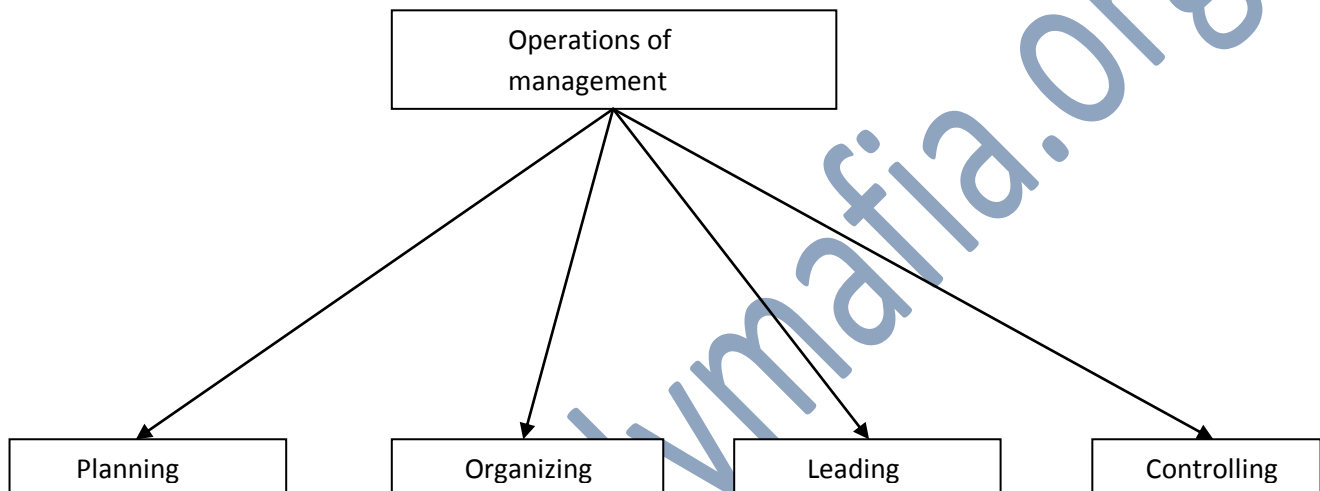 Operations of
management
Planning
Organizing
Leading
Controlling